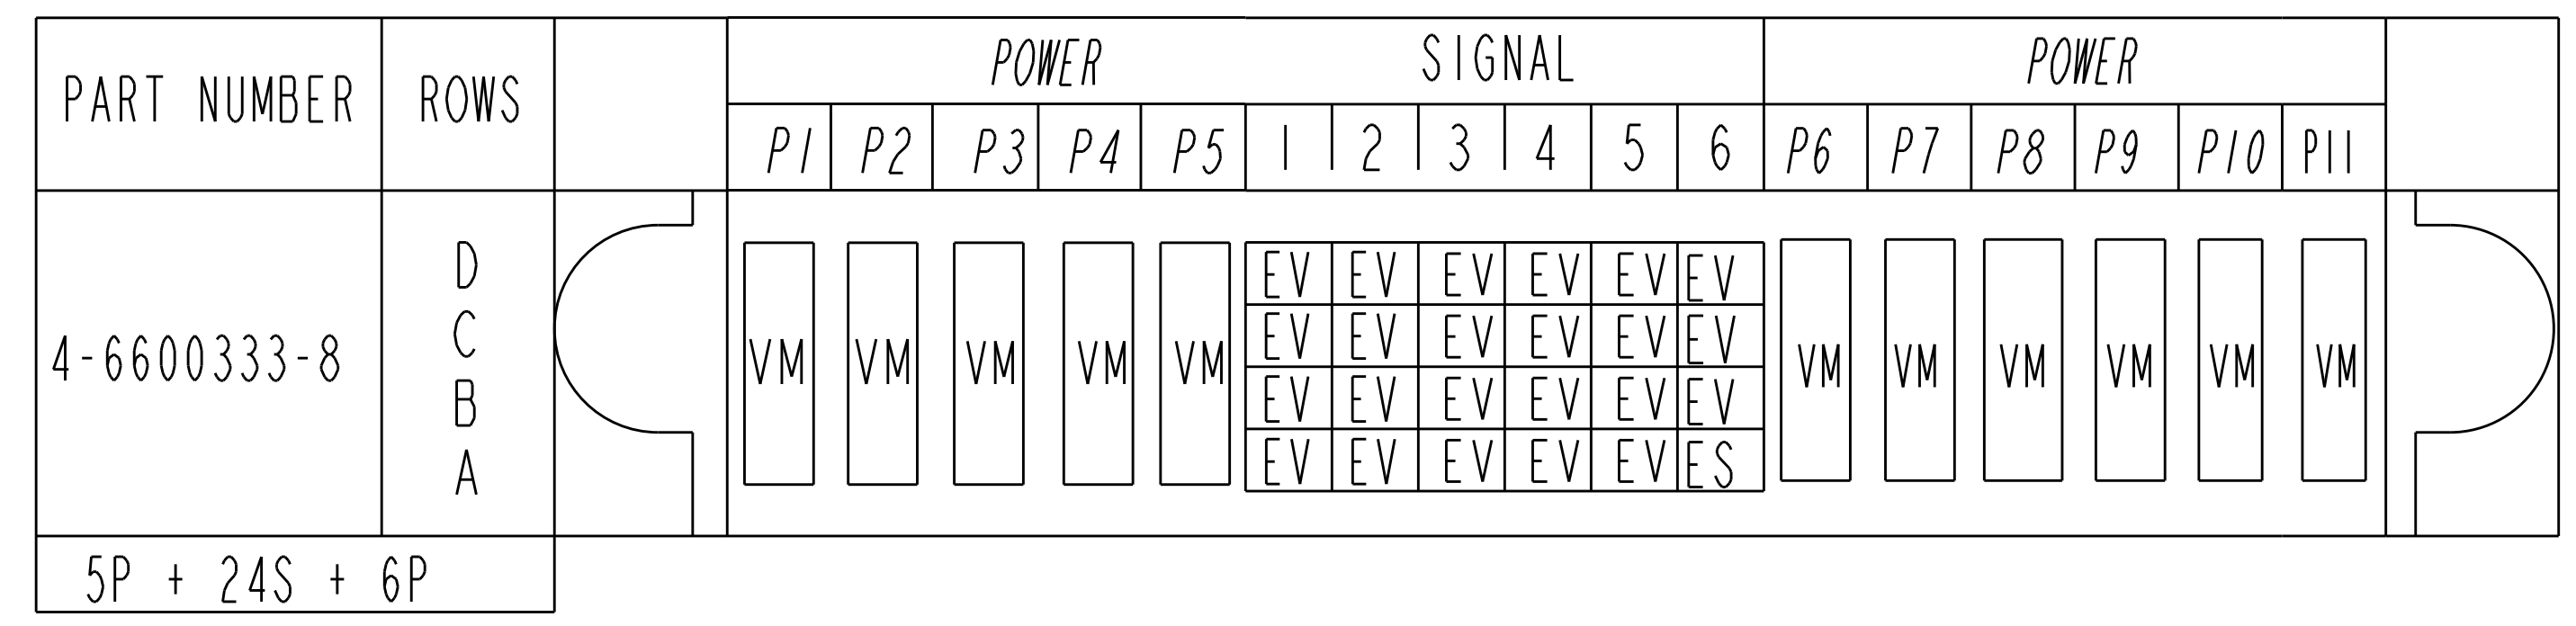 POWER SIGNAL POWER
PART NUMBER ROWS
P1 P2 P3 P4 P5 1 2 3 4 5 6 P6 P7 P8 P9 P10 P11
D EV EV EV EV EV EV
C EV EV EV EV EV EV
4-6600333-8 VM VM VM VM VM VM VM VM VM VM VM
B EV EV EV EV EV EV
A EV EV EV EV EV ES
5P + 24S + 6P